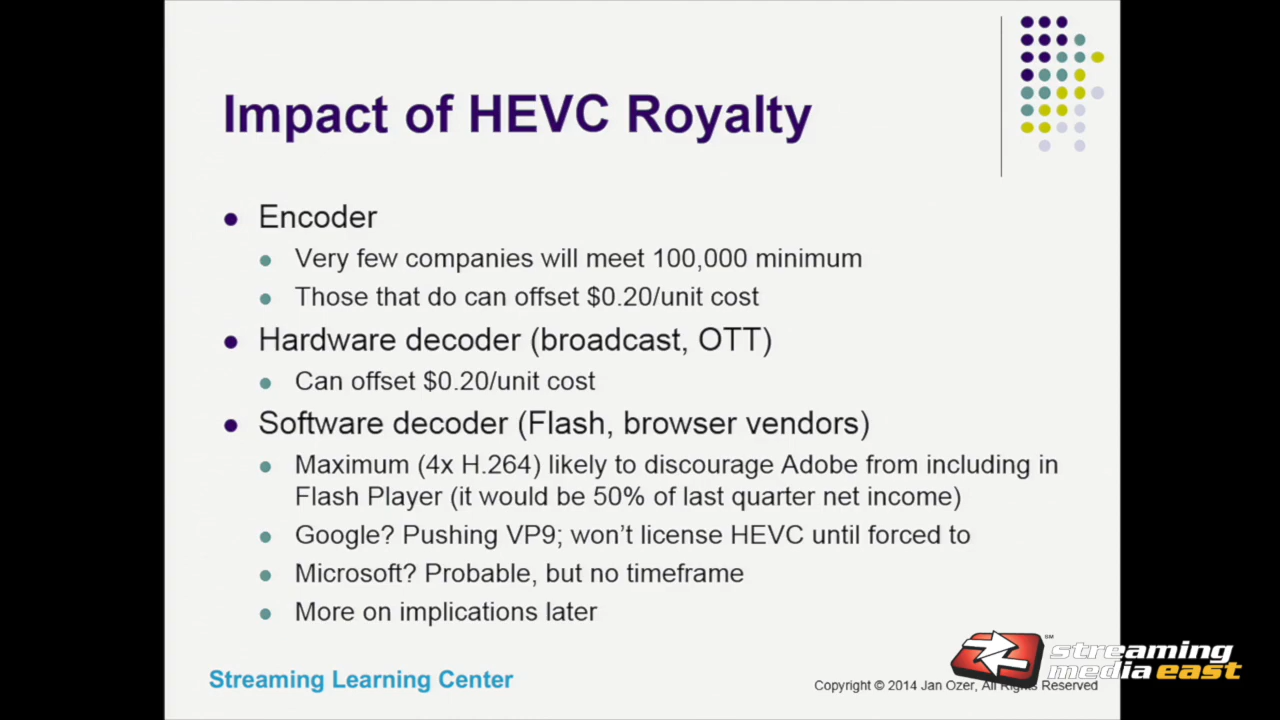 Impact of HEVC Royalty
Encoder
Very few companies will meet 100,000 minimum
Those that do can offset $0.20/unit cost
Hardware decoder (broadcast, OTT)
Can offset $0.20/unit cost
Software decoder (Flash, browser vendors)
Maximum (4x H.264) likely to discourage Adobe from including in
Flash Player (it would be 50% of last quarter net income)
Google? Pushing VP9; won't license HEVC until forced to
Microsoft? Probable, but no timeframe
More on implications later
Streaming Learning Center
Copyright © 2014 Jan Ozer, All Rights Reserved
SM
streaming
media east